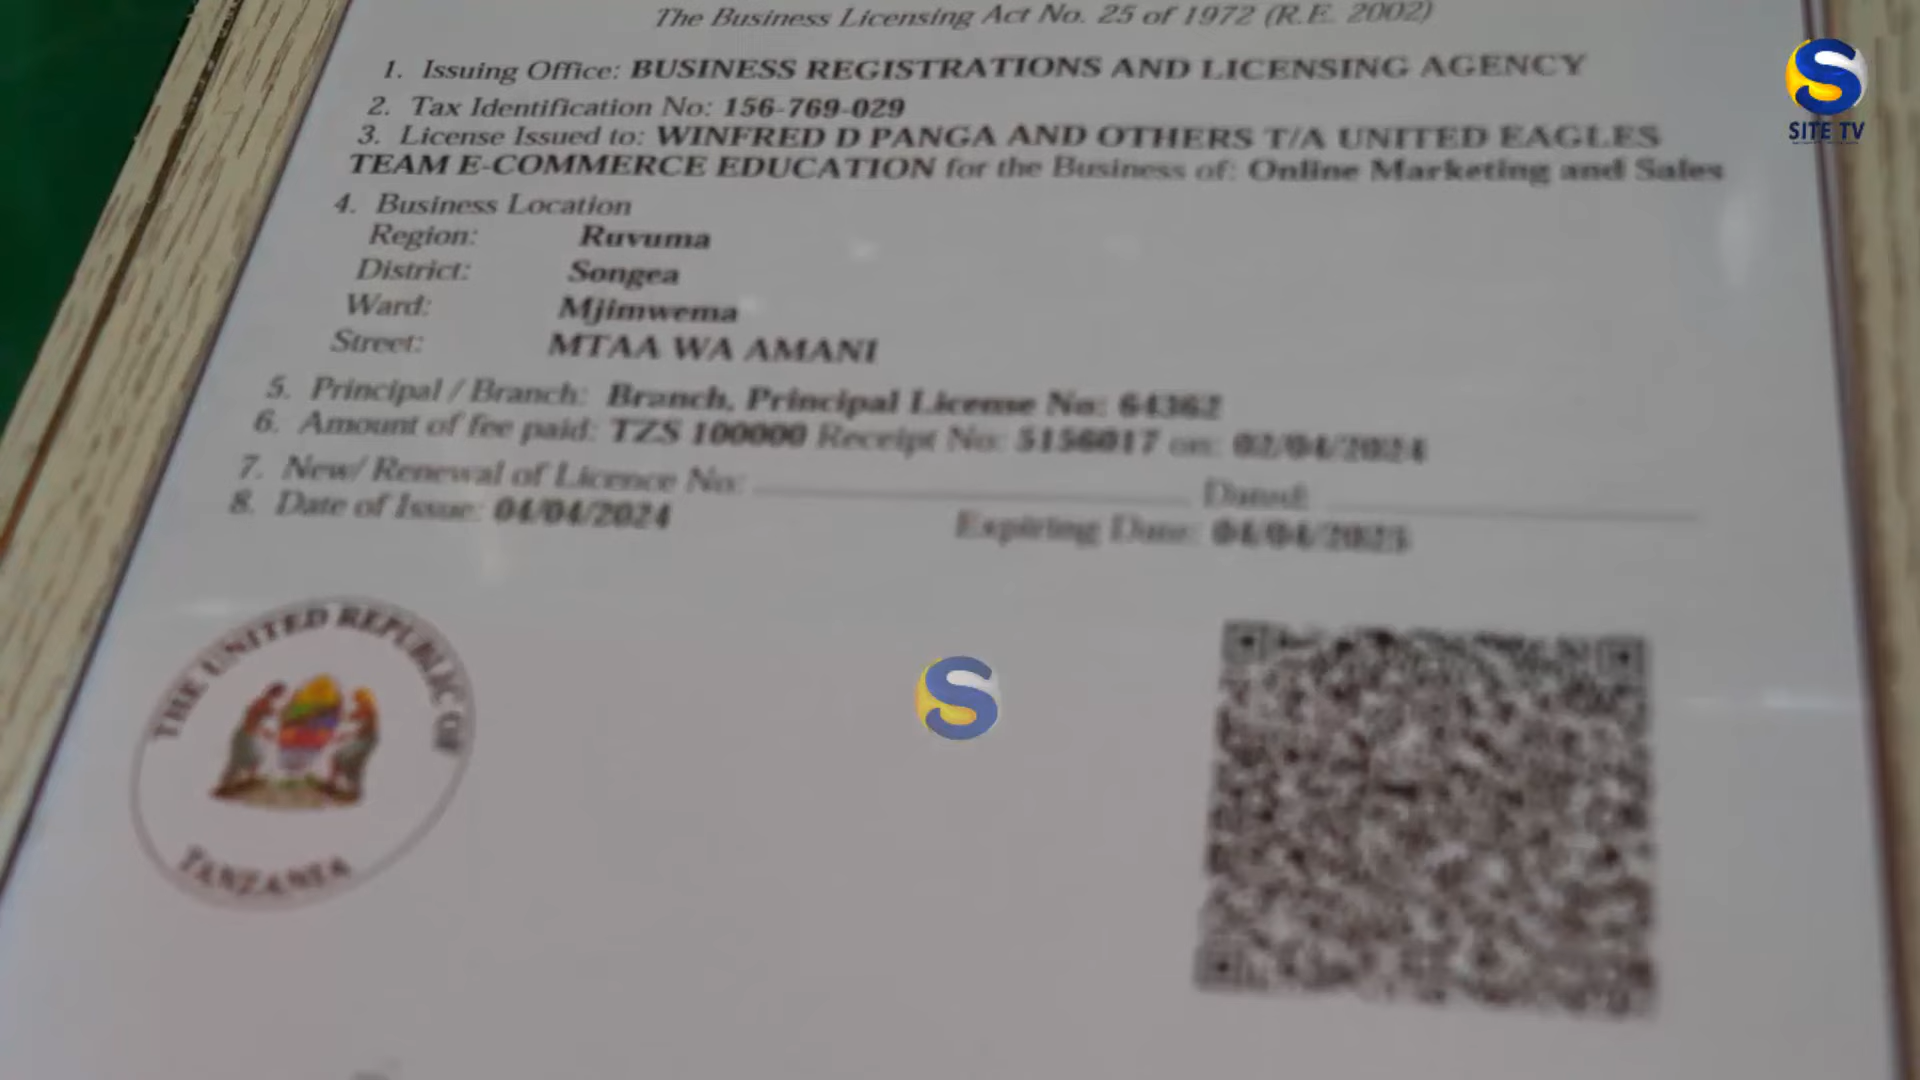 The Business Licensing Act No. 25 of 1972 (R.E. 2002)
1. Issuing Office: BUSINESS REGISTRATIONS AND LICENSING AGENCY
2. Tax Identification No: 156-769-029
3. License Issued to: WINFRED D PANGA AND OTHERS T/A UNITED EAGLES
TEAM E-COMMERCE EDUCATION for the Business of: Online Marketing and Sales
4. Business Location
Region: Ruvuma
District: Songea
Ward: Mjimwema
Street: MTAA WA AMANI
5. Principal / Branch: Branch, Principal License No: 64362
6. Amount of fee paid: TZS 100000 Receipt No: 5156017 on: 02/04/2024
7. New/ Renewal of Licence No: Dated:
8. Date of Issue: 04/04/2024 Expiring Date: 04/04/2025
THE UNITED REPUBLIC OF
TANZANIA
S
S
SITE TV